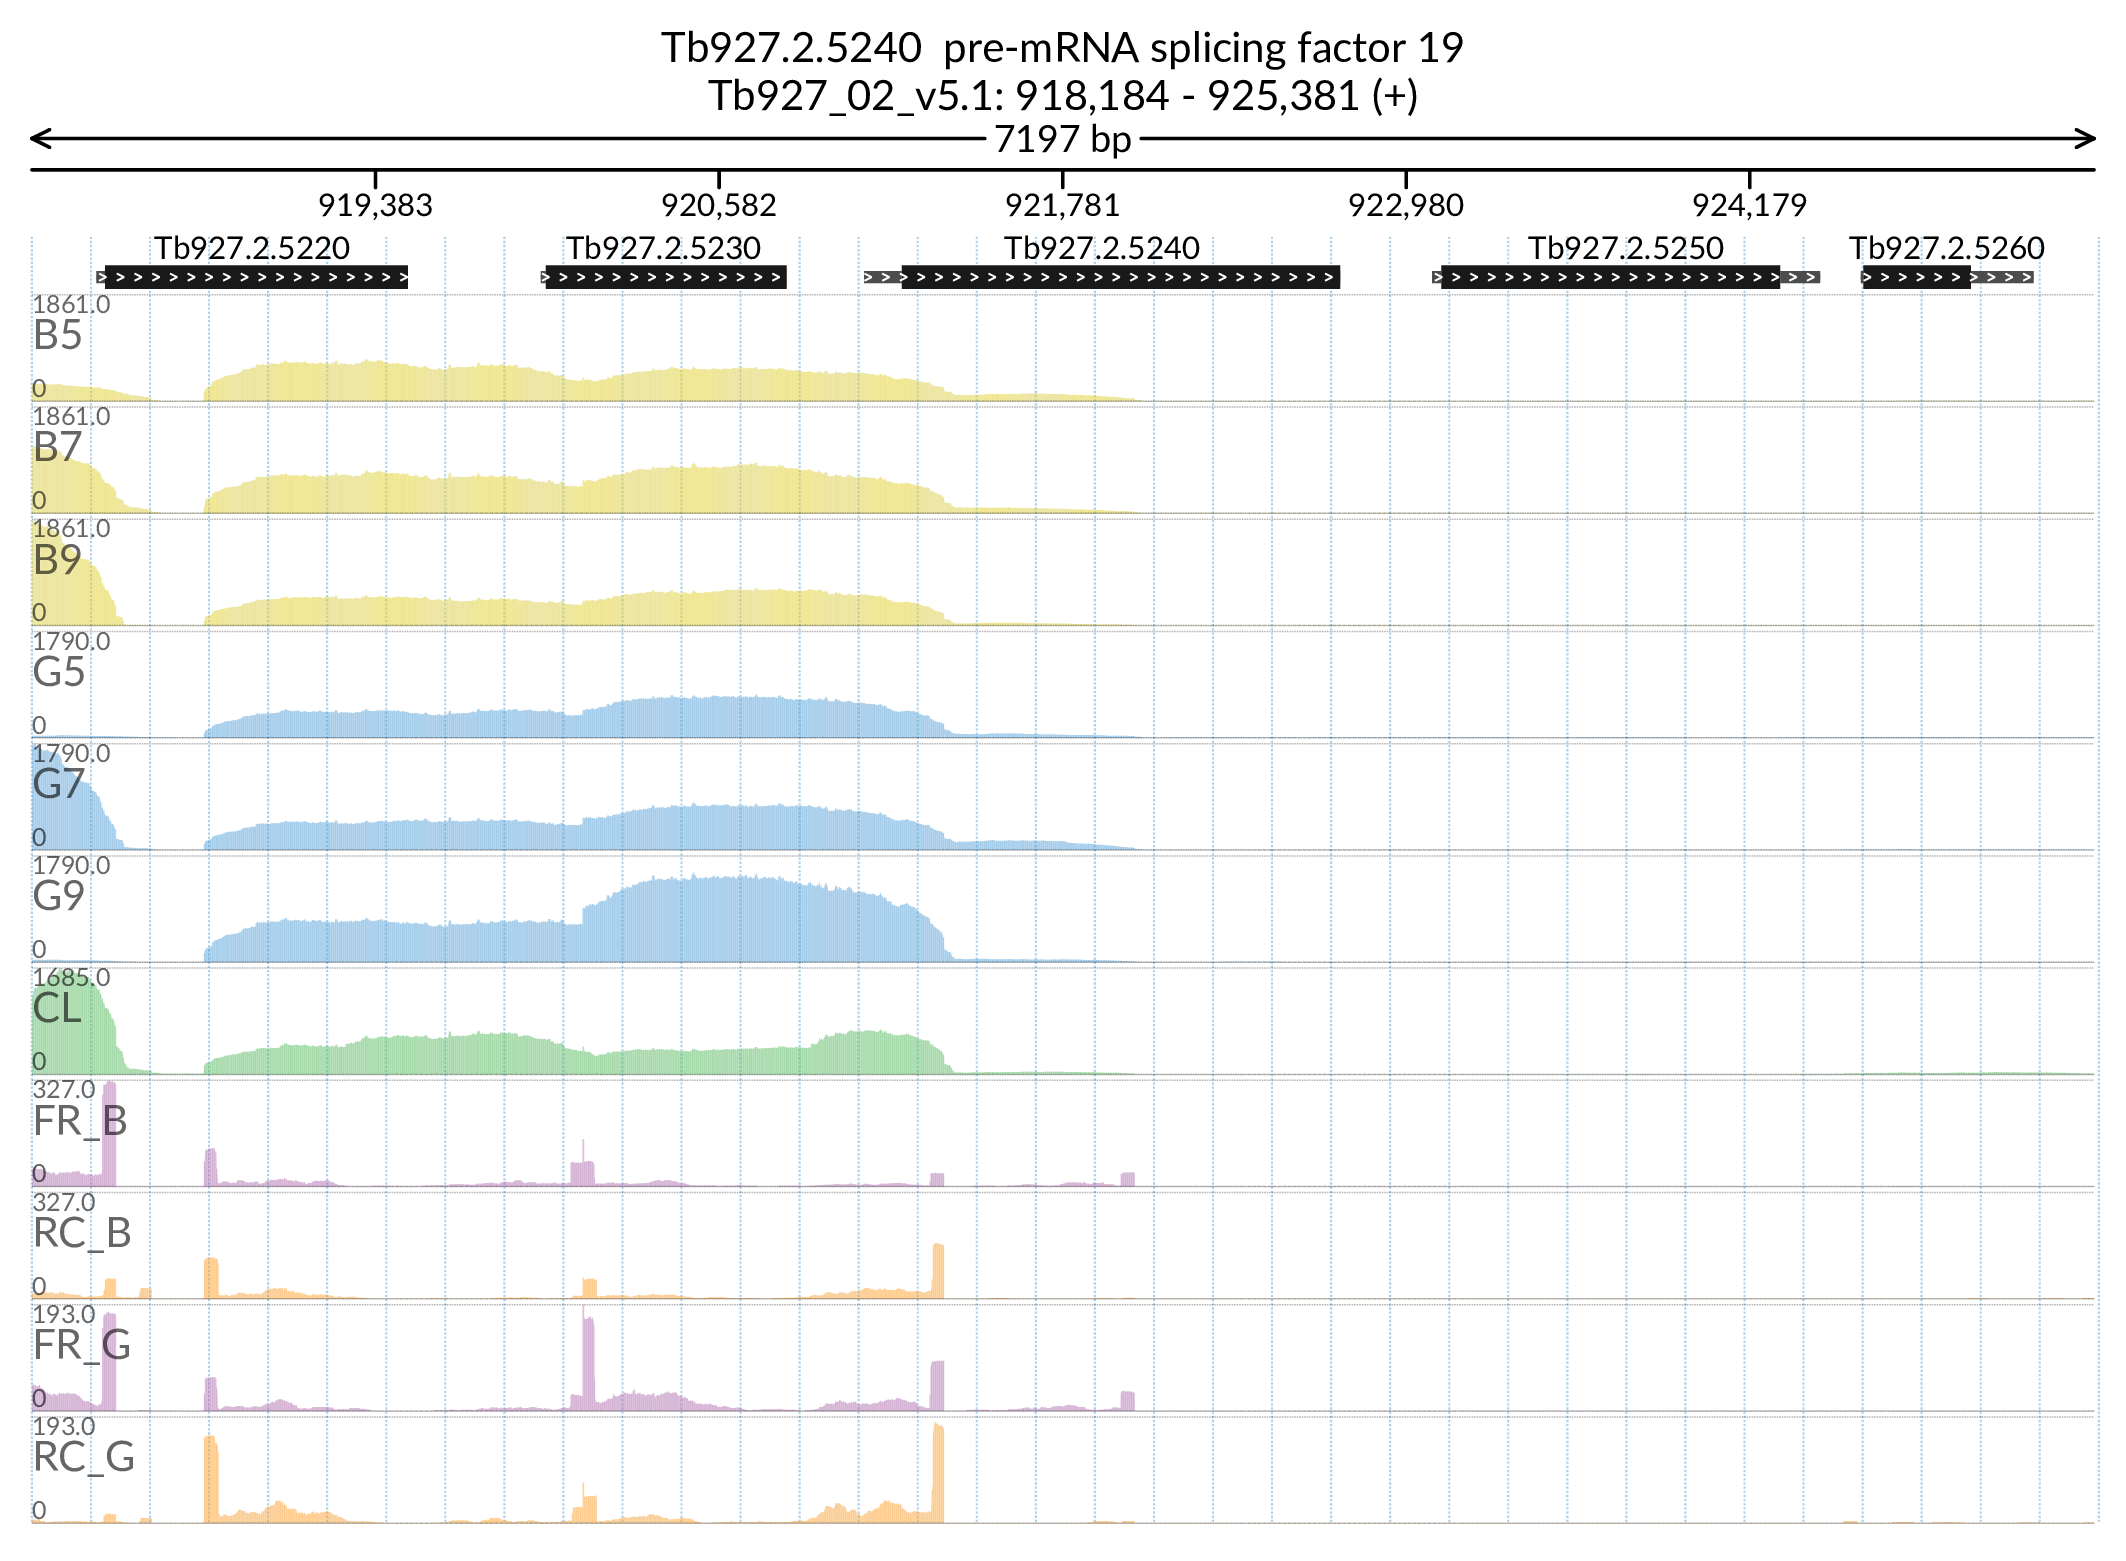 Tb927.2.5240  pre-mRNA splicing factor 19
Tb927_02_v5.1: 918,184 - 925,381 (+)
7197 bp
919,383 920,582 921,781 922,980 924,179
Tb927.2.5220 Tb927.2.5230 Tb927.2.5240 Tb927.2.5250 Tb927.2.5260
1861.0
B5
0
1861.0
B7
0
1861.0
B9
0
1790.0
G5
0
1790.0
G7
0
1790.0
G9
0
1685.0
CL
0
327.0
FR_B
0
327.0
RC_B
0
193.0
FR_G
0
193.0
RC_G
0